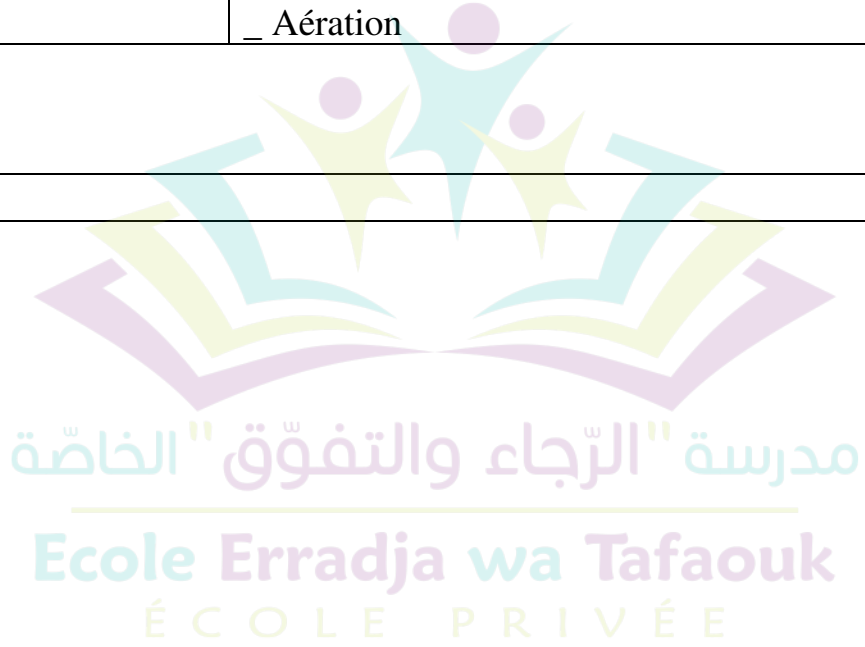 _ Aération
مدرسة "الرّجاء والتفوّق" الخاصّة
Ecole Erradja wa Tafaouk
ÉCOLE PRIVÉE